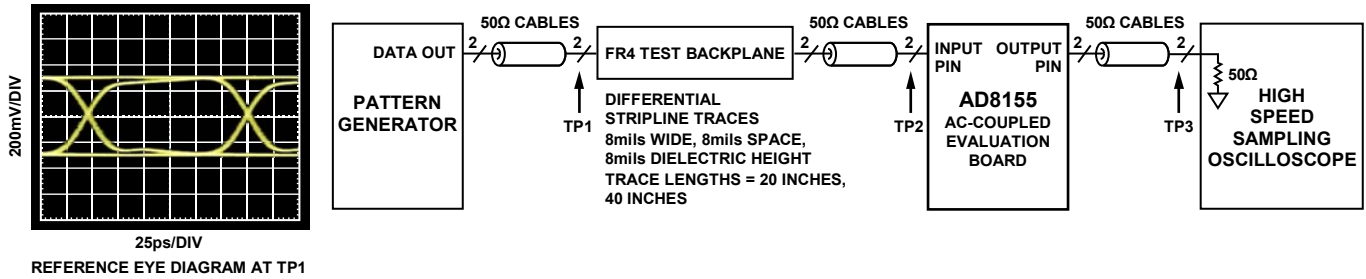 200mV/DIV
25ps/DIV
REFERENCE EYE DIAGRAM AT TP1
DATA OUT
PATTERN
GENERATOR
2
50Ω CABLES
2
TP1
FR4 TEST BACKPLANE
DIFFERENTIAL
STRIPLINE TRACES
8mils WIDE, 8mils SPACE,
8mils DIELECTRIC HEIGHT
TRACE LENGTHS = 20 INCHES,
40 INCHES
2
50Ω CABLES
2
TP2
INPUT OUTPUT
PIN PIN
AD8155
AC-COUPLED
EVALUATION
BOARD
2
50Ω CABLES
2
TP3
50Ω
HIGH
SPEED
SAMPLING
OSCILLOSCOPE